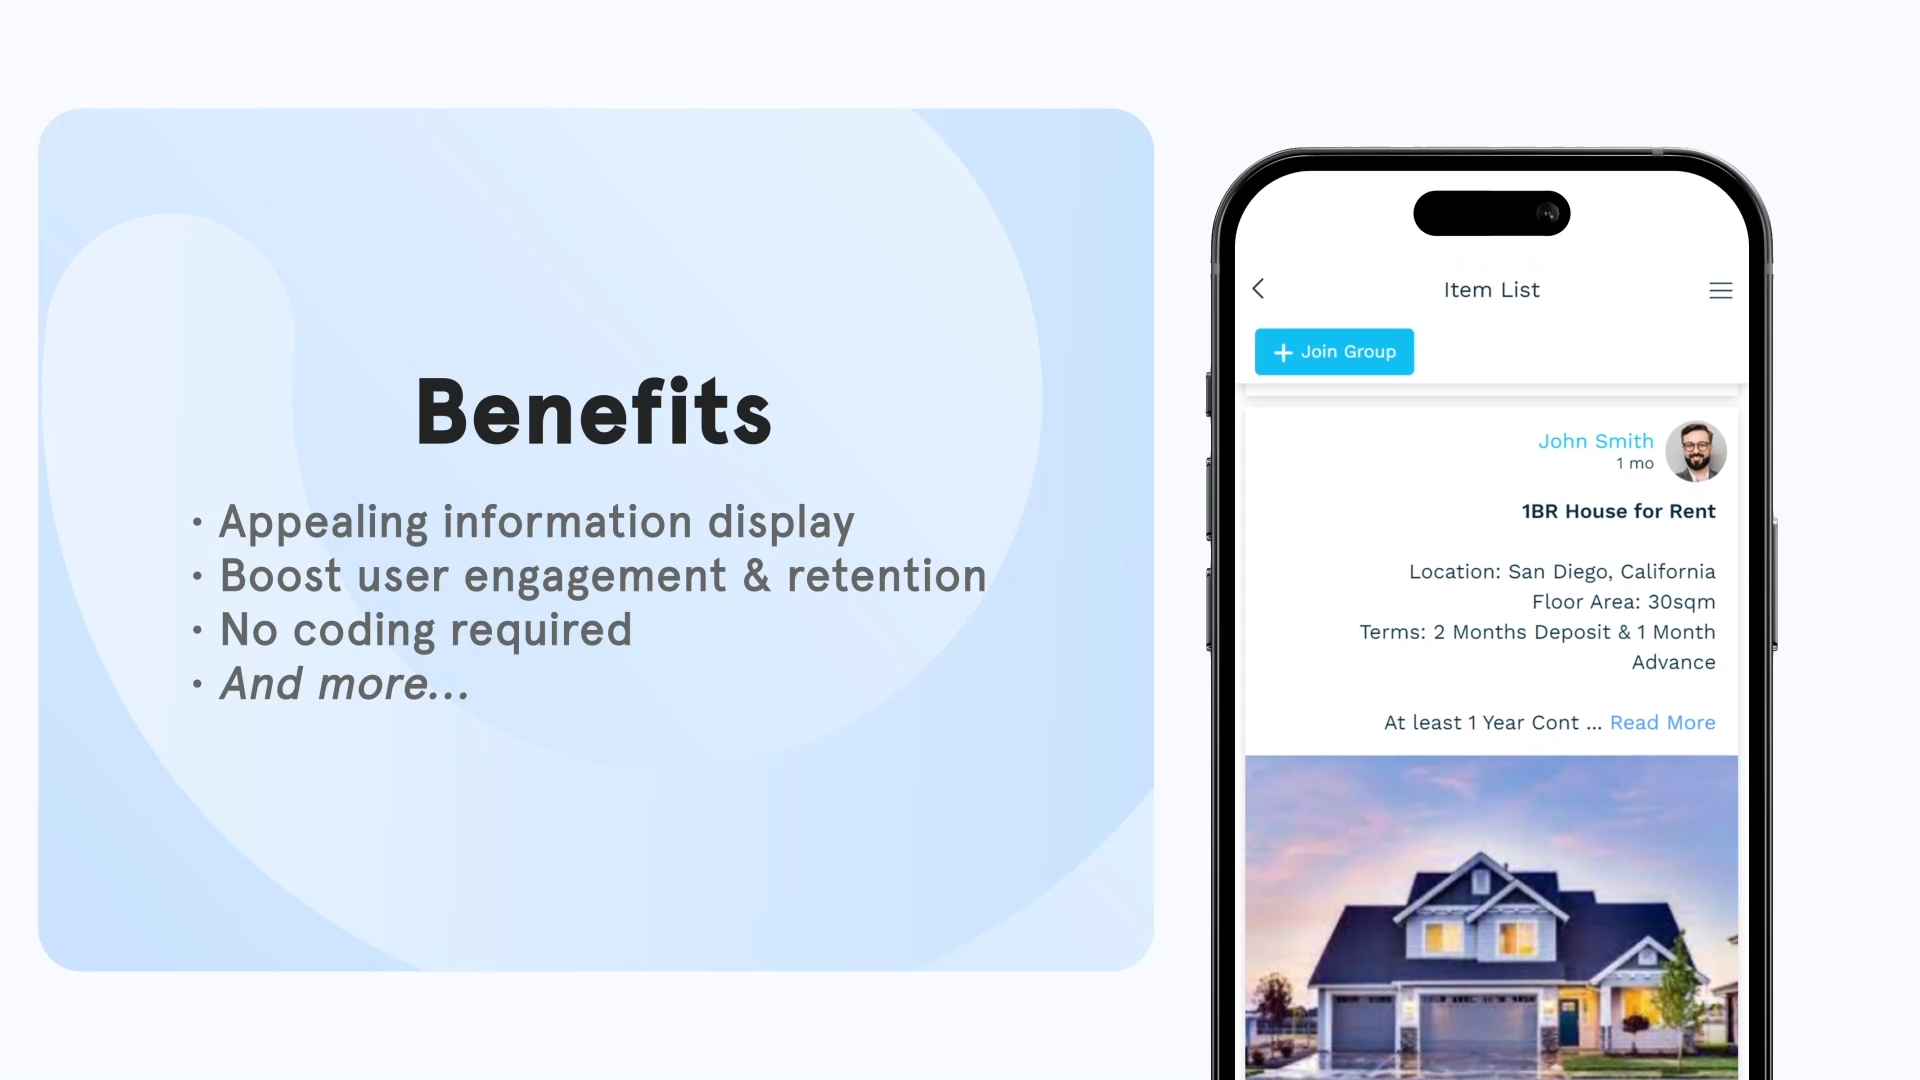 Benefits
• Appealing information display
• Boost user engagement & retention
• No coding required
• And more...
Item List
+ Join Group
John Smith
1 mo
1BR House for Rent
Location: San Diego, California
Floor Area: 30sqm
Terms: 2 Months Deposit & 1 Month
Advance
At least 1 Year Cont ... Read More